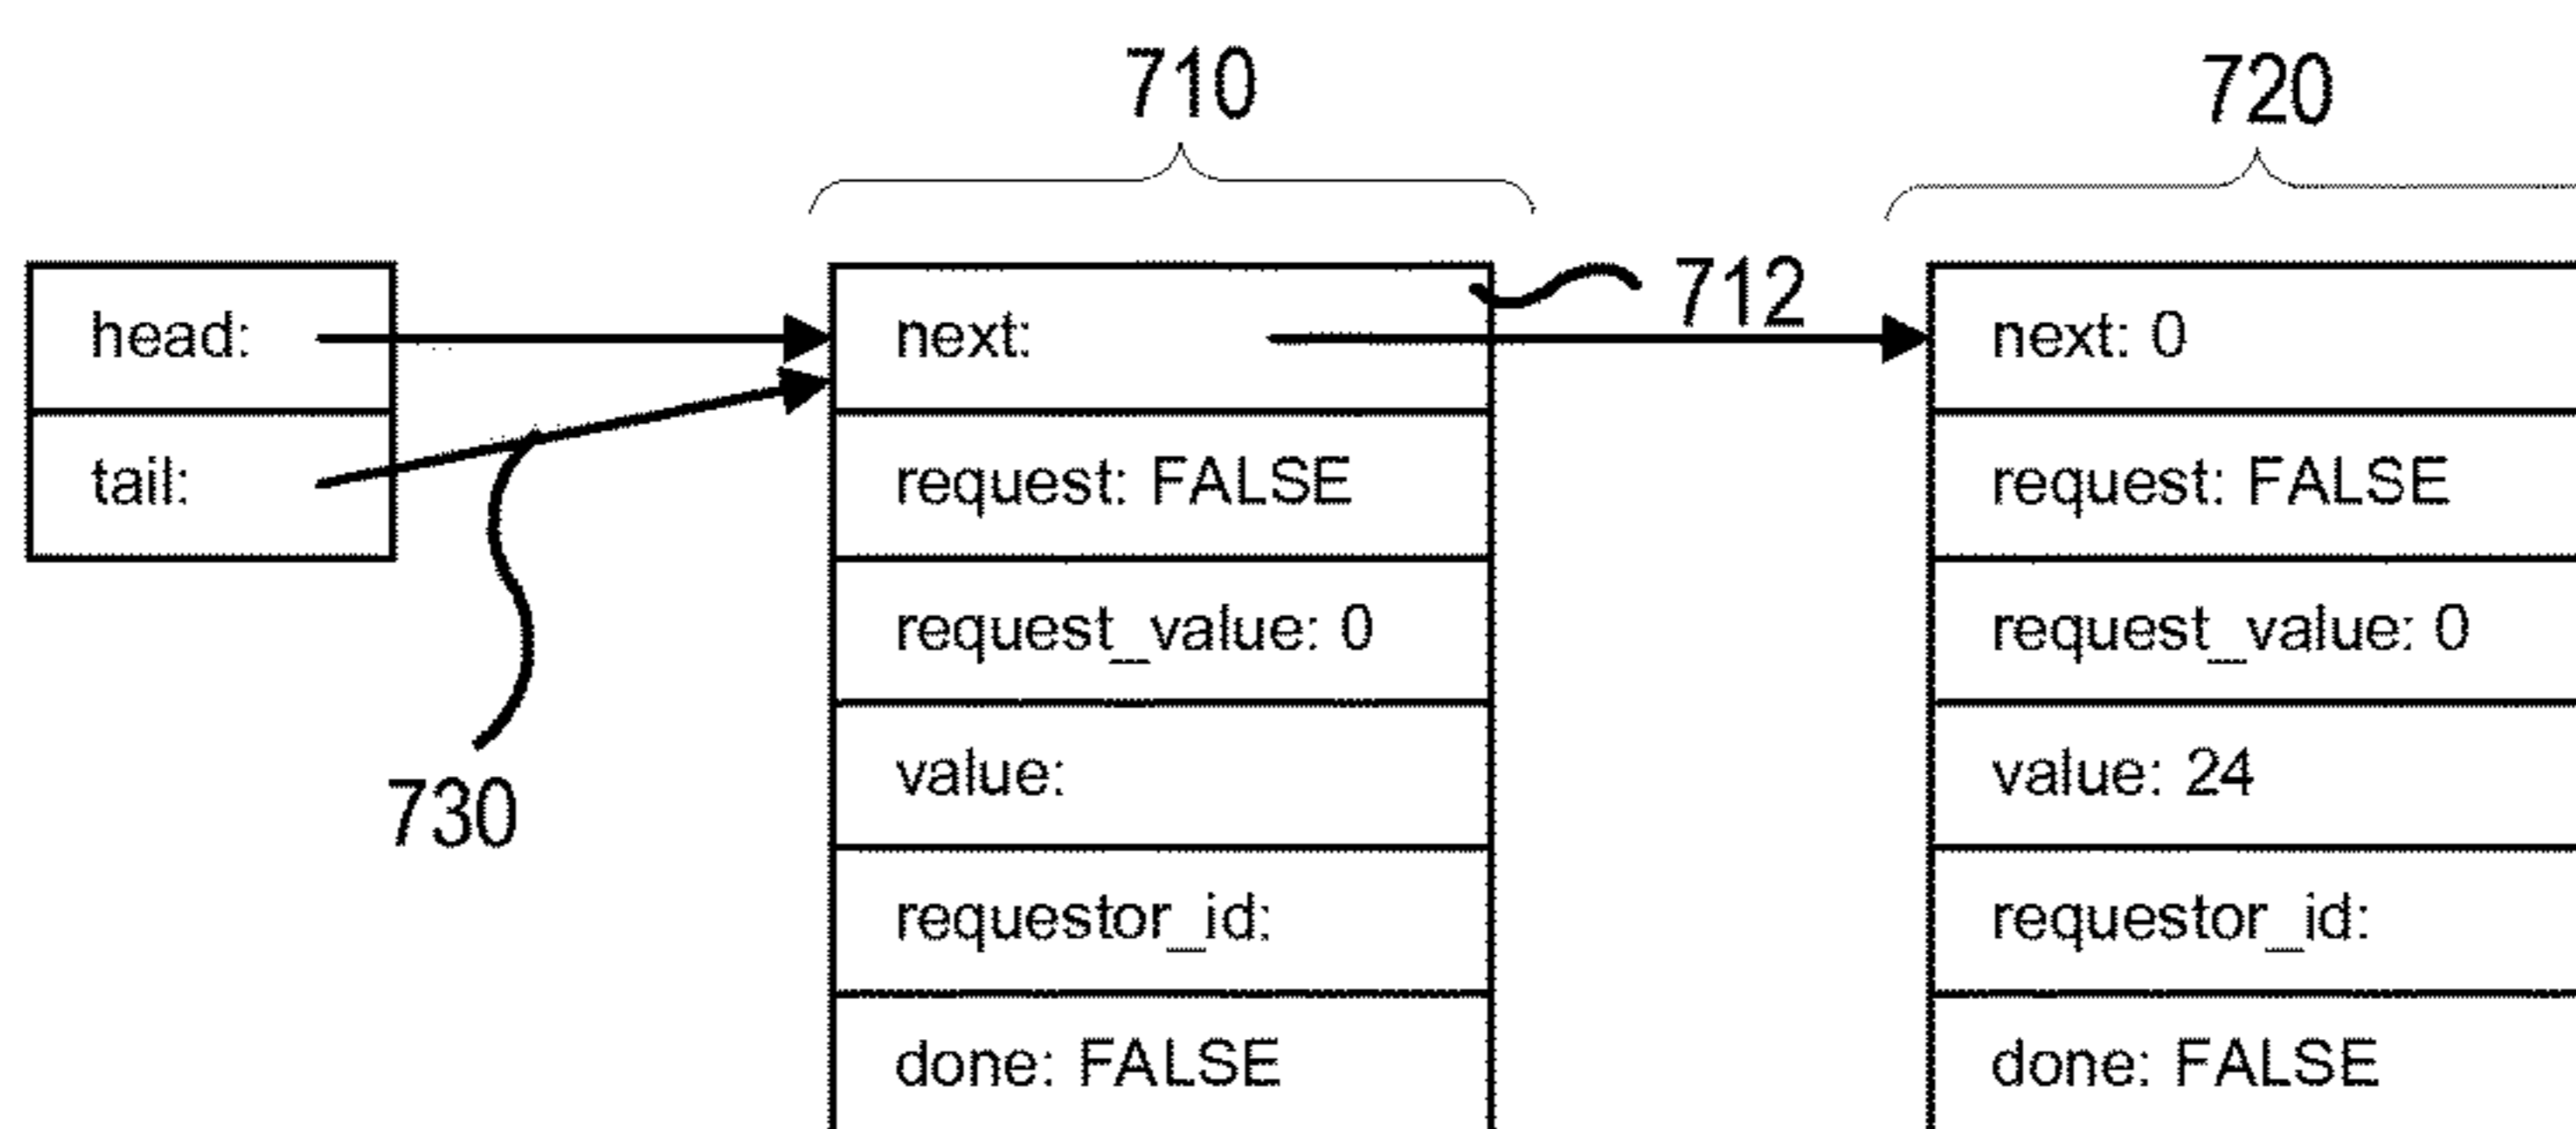 710
720
head:
tail:
730
next:
request: FALSE
request_value: 0
value:
requestor_id:
done: FALSE
712
next: 0
request: FALSE
request_value: 0
value: 24
requestor_id:
done: FALSE